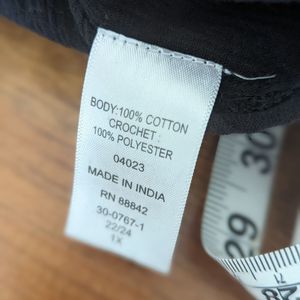 BODY:100% COTTON
CROCHET:
100% POLYESTER
04023
MADE IN INDIA
RN 88842
30-0767-1
22/24
1X
29
30